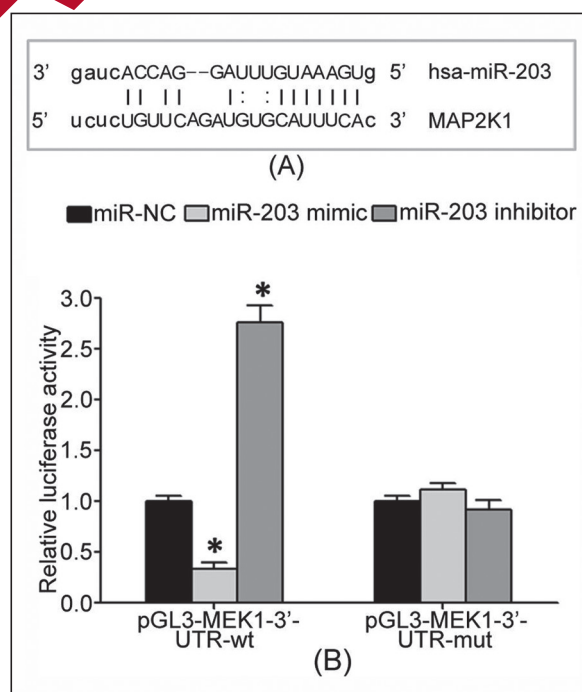 3' gaucACCAG--GAUUUGUAAAGUg 5' hsa-miR-203
|| || |: :|||||||
5' ucucUGUUCAGAUGUGCAUUUCAc 3' MAP2K1
(A)
miR-NC miR-203 mimic miR-203 inhibitor
Relative luciferase activity
3.0
2.5
2.0
1.5
1.0
0.5
0.0
*
*
pGL3-MEK1-3'-
UTR-wt
pGL3-MEK1-3'-
UTR-mut
(B)